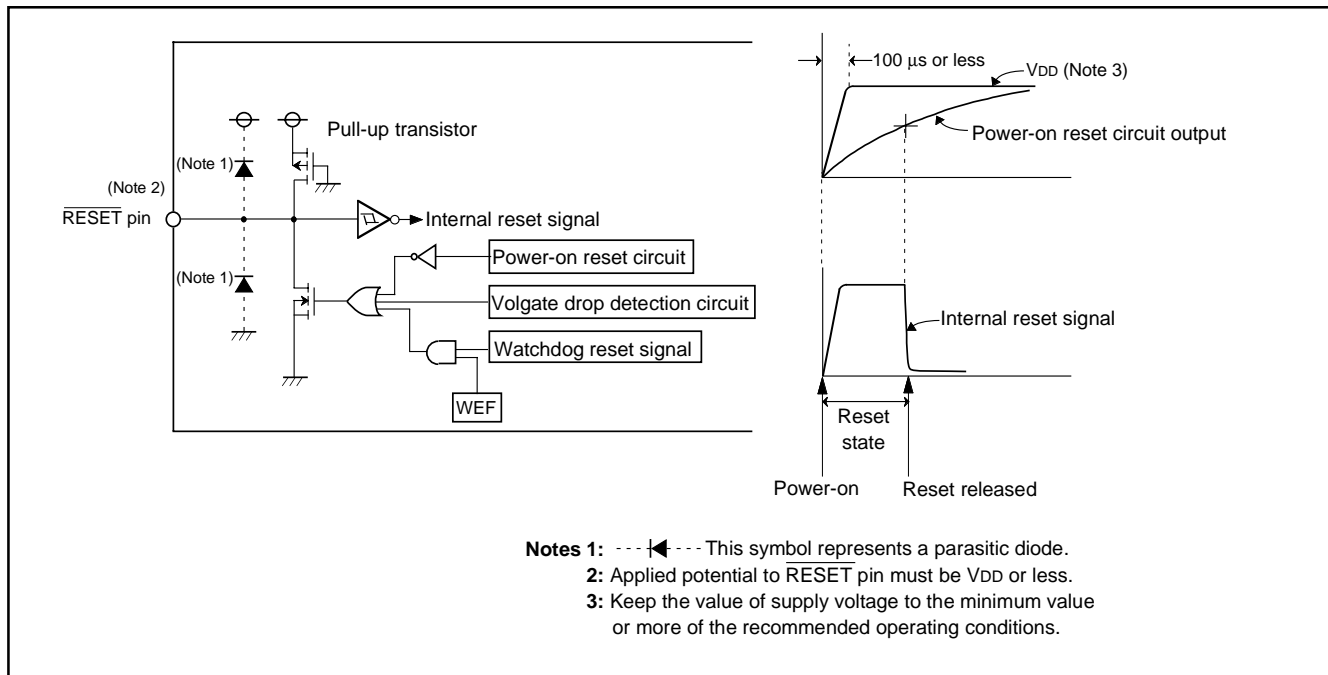 Pull-up transistor
(Note 1)
(Note 2)
RESET pin
Internal reset signal
(Note 1)
Power-on reset circuit
Volgate drop detection circuit
Watchdog reset signal
WEF
100 µs or less
VDD (Note 3)
Power-on reset circuit output
Internal reset signal
Reset
state
Power-on
Reset released
Notes 1: This symbol represents a parasitic diode.
2: Applied potential to RESET pin must be VDD or less.
3: Keep the value of supply voltage to the minimum value
or more of the recommended operating conditions.